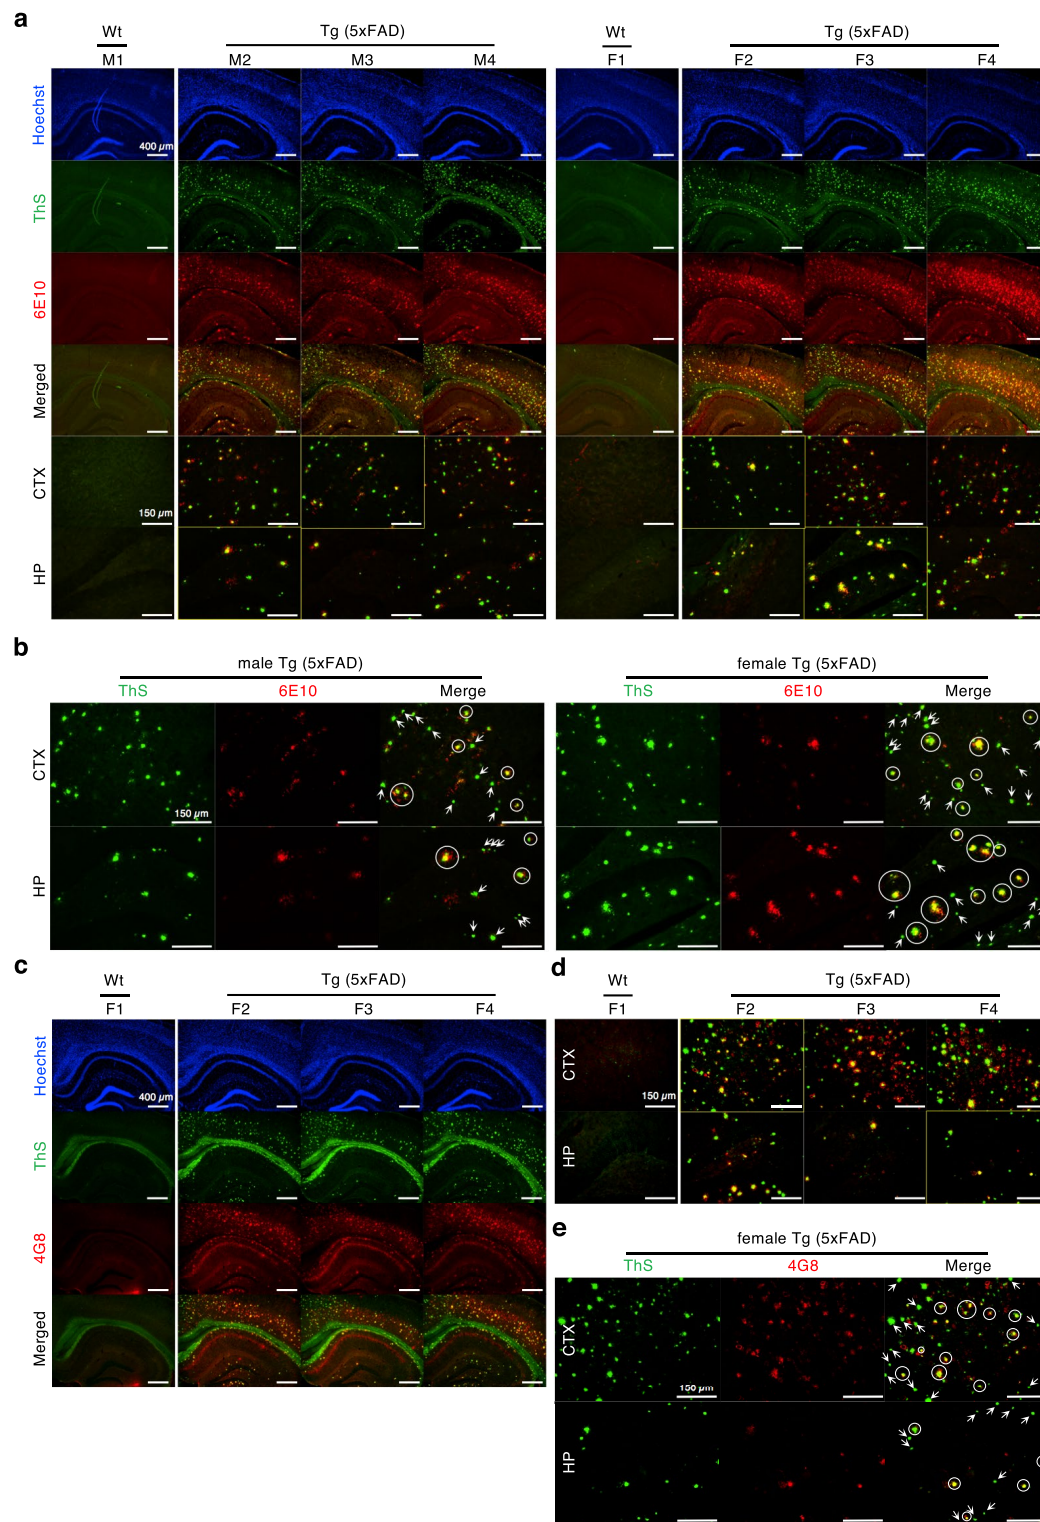 a
Wt Tg (5xFAD) Wt Tg (5xFAD)
M1 M2 M3 M4 F1 F2 F3 F4
Hoechst
400 µm
ThS
6E10
Merged
CTX
150 µm
HP
b
male Tg (5xFAD) female Tg (5xFAD)
ThS 6E10 Merge ThS 6E10 Merge
CTX
150 µm
HP
c
Wt Tg (5xFAD)
F1 F2 F3 F4
Hoechst
400 µm
ThS
4G8
Merged
d
Wt Tg (5xFAD)
F1 F2 F3 F4
CTX
150 µm
HP
e
female Tg (5xFAD)
ThS 4G8 Merge
CTX
150 µm
HP